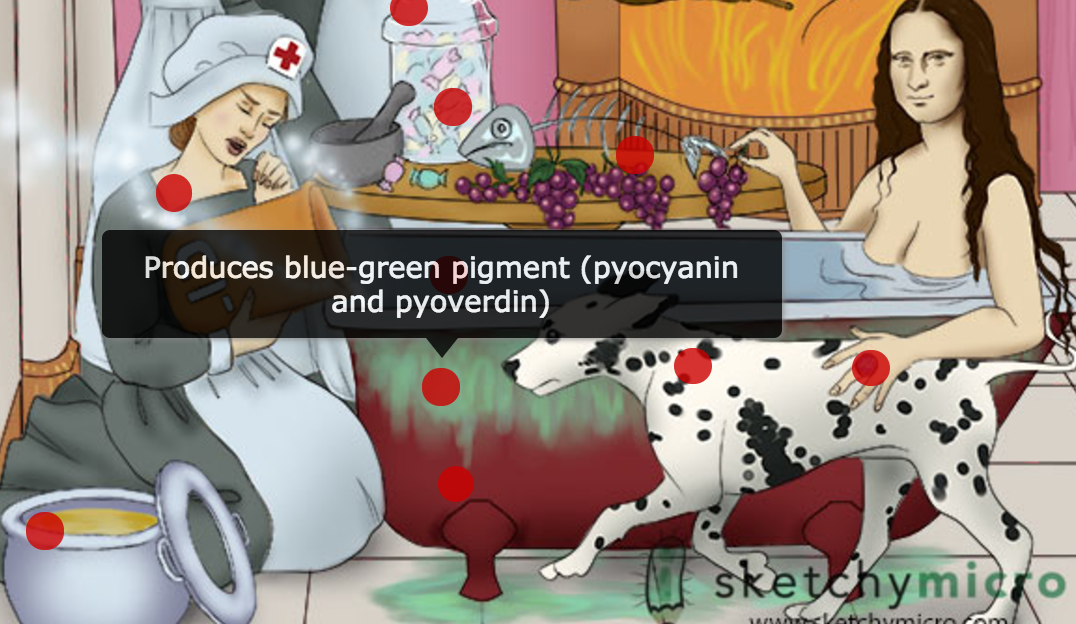 Produces blue-green pigment (pyocyanin
and pyoverdin)
sketchymicro
www.sketchymicro.com